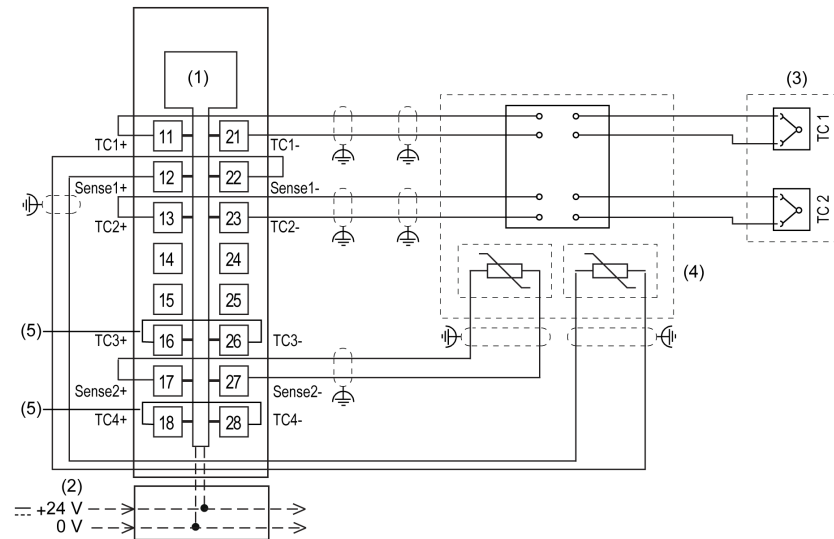 (1)
(3)
11 21
TC1+ TC1-
TC 1
12 22
Sense1+ Sense1-
13 23
TC2+ TC2-
TC 2
14 24
(4)
15 25
(5)
16 26
TC3+ TC3-
17 27
Sense2+ Sense2-
(5)
18 28
TC4+ TC4-
(2)
+24 V
0 V